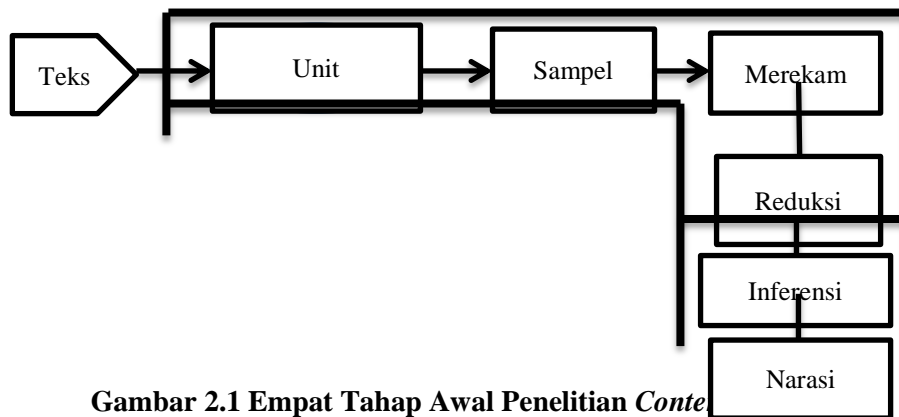 Teks
Unit
Sampel
Merekam
Reduksi
Inferensi
Narasi
Gambar 2.1 Empat Tahap Awal Penelitian